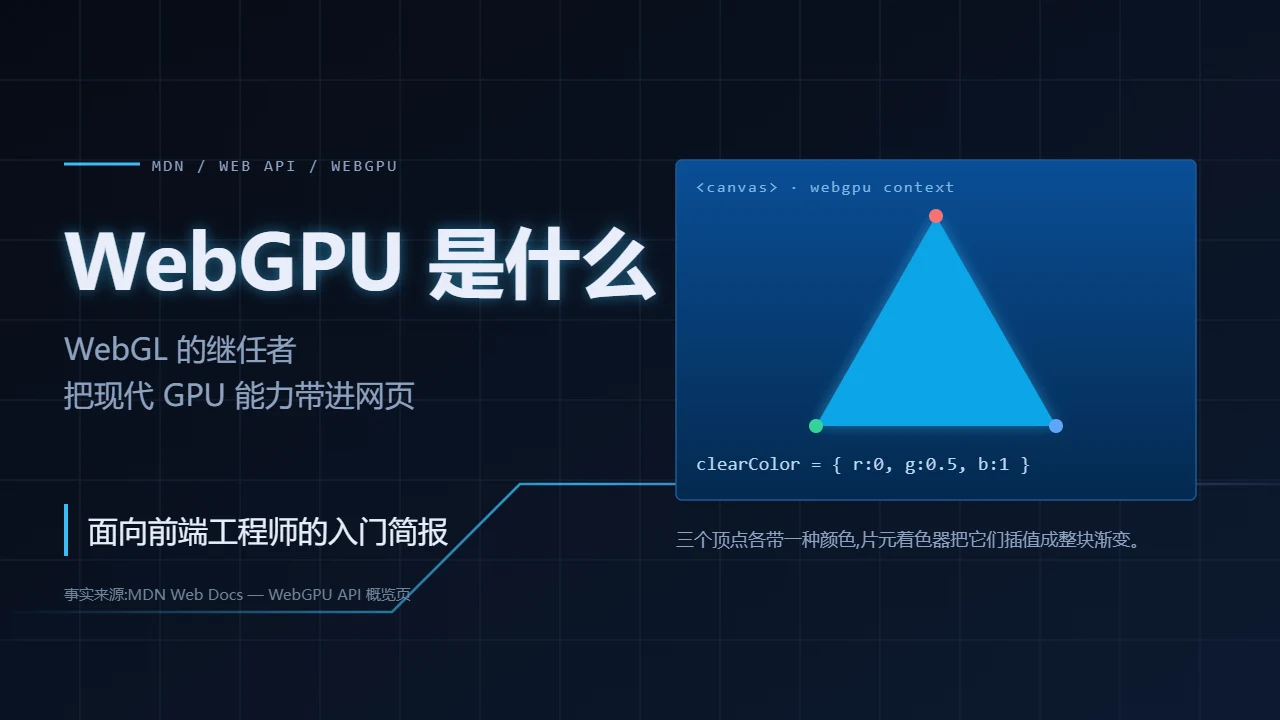 MDN / WEB API / WEBGPU
WebGPU 是什么
WebGL 的继任者
把现代 GPU 能力带进网页
面向前端工程师的入门简报
事实来源:MDN Web Docs — WebGPU API 概览页
<canvas> · webgpu context
clearColor = { r:0, g:0.5, b:1 }
三个顶点各带一种颜色,片元着色器把它们插值成整块渐变。